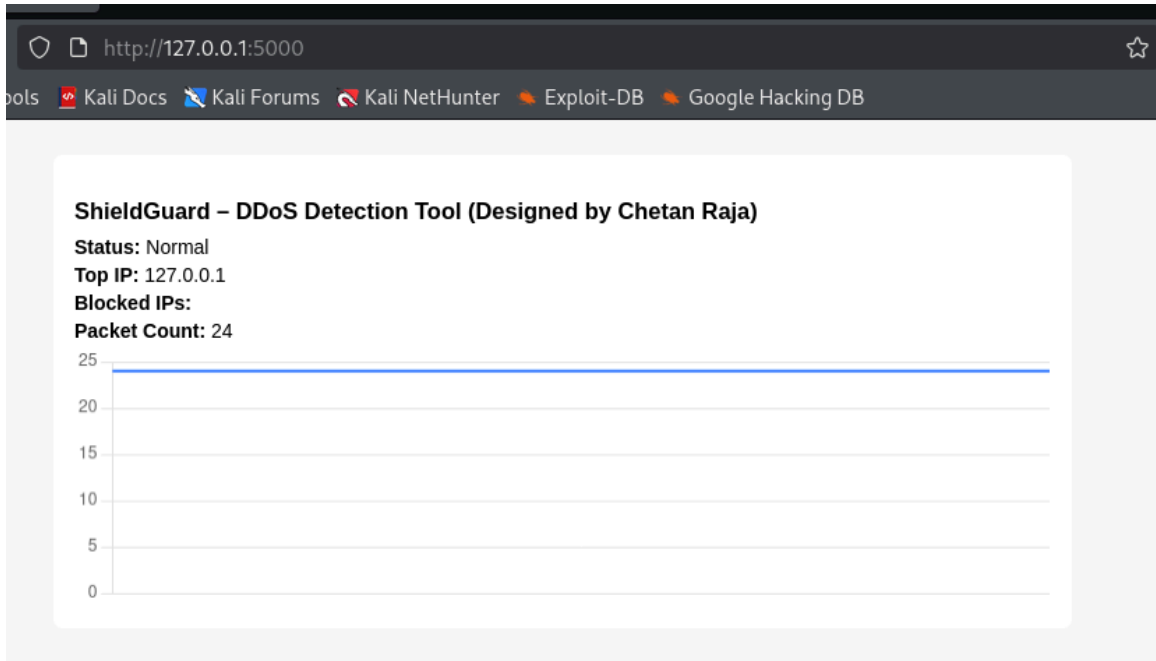 http://127.0.0.1:5000
ools Kali Docs Kali Forums Kali NetHunter Exploit-DB Google Hacking DB
ShieldGuard – DDoS Detection Tool (Designed by Chetan Raja)
Status: Normal
Top IP: 127.0.0.1
Blocked IPs:
Packet Count: 24
25
20
15
10
5
0